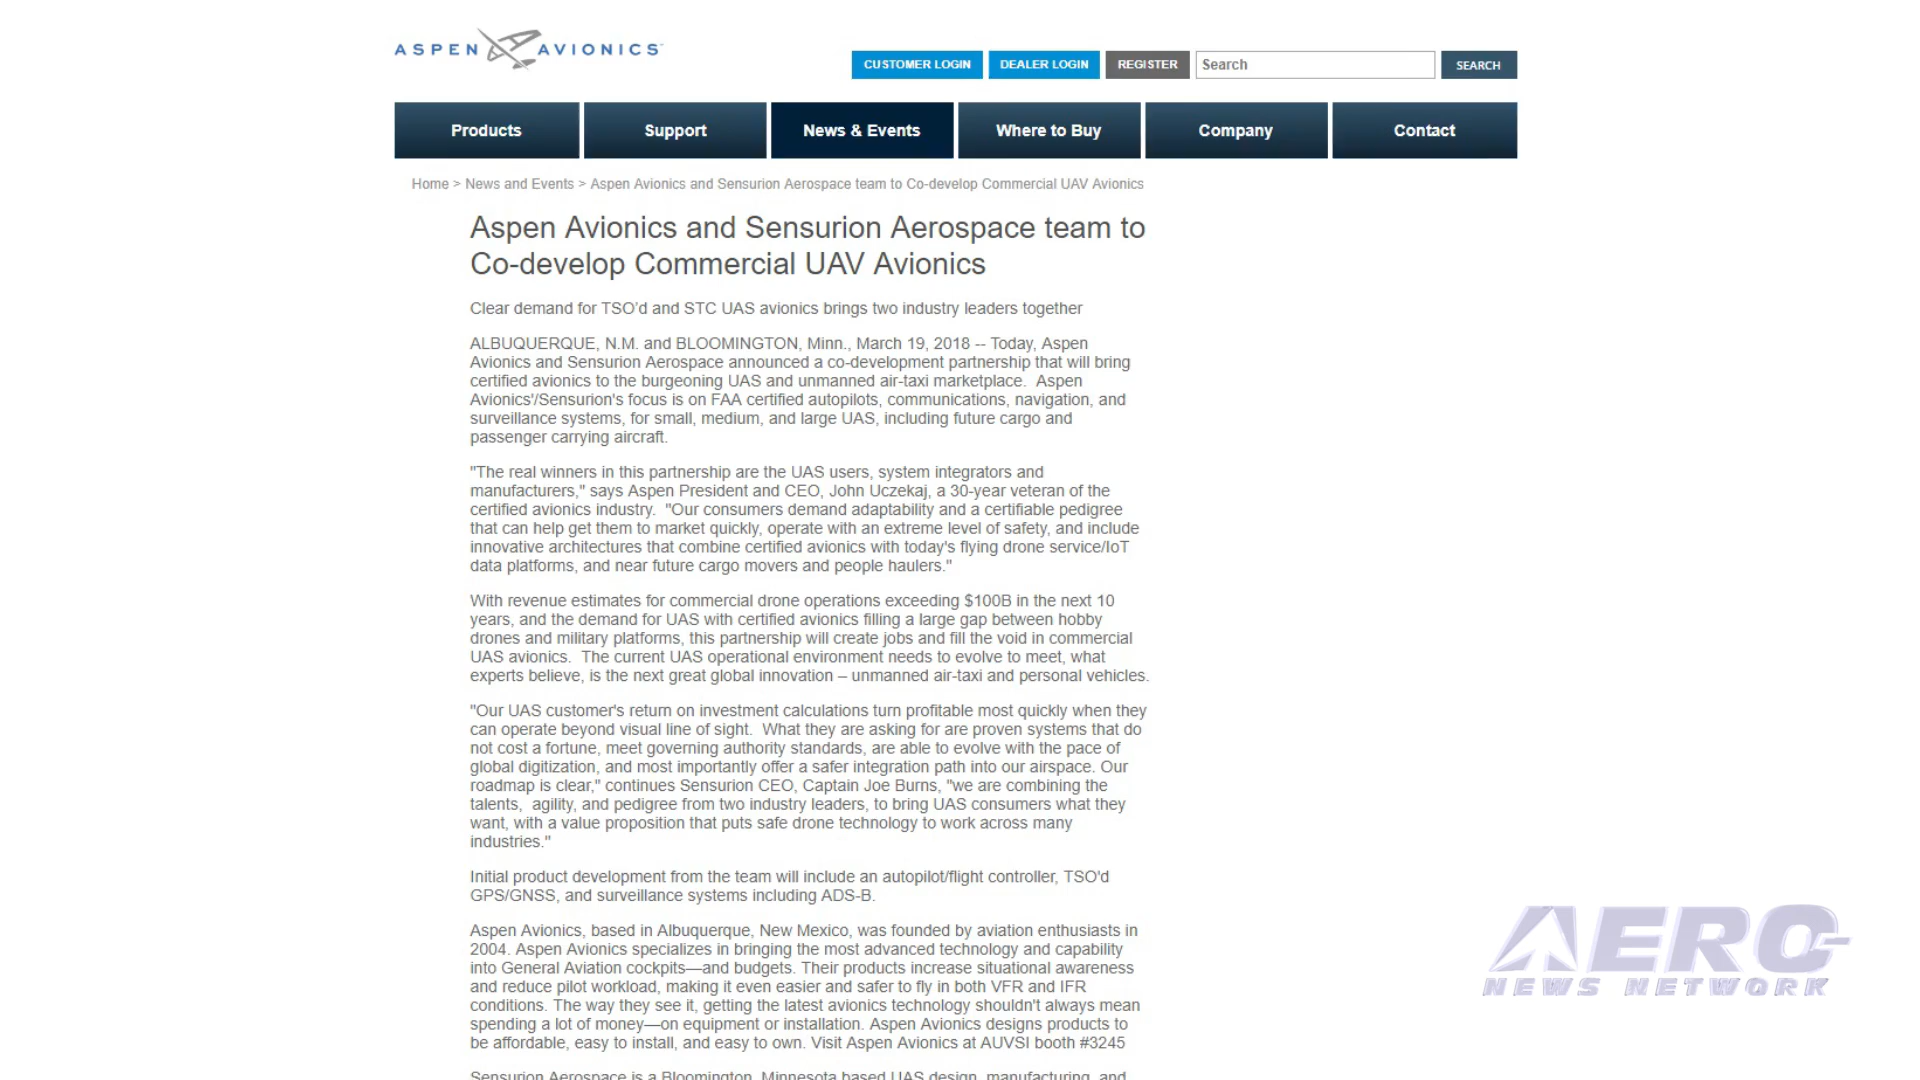 ASPEN AVIONICS
CUSTOMER LOGIN DEALER LOGIN REGISTER Search SEARCH
Products Support News & Events Where to Buy Company Contact
Home > News and Events > Aspen Avionics and Sensurion Aerospace team to Co-develop Commercial UAV Avionics
Aspen Avionics and Sensurion Aerospace team to
Co-develop Commercial UAV Avionics
Clear demand for TSO'd and STC UAS avionics brings two industry leaders together
ALBUQUERQUE, N.M. and BLOOMINGTON, Minn., March 19, 2018 -- Today, Aspen
Avionics and Sensurion Aerospace announced a co-development partnership that will bring
certified avionics to the burgeoning UAS and unmanned air-taxi marketplace.  Aspen
Avionics'/Sensurion's focus is on FAA certified autopilots, communications, navigation, and
surveillance systems, for small, medium, and large UAS, including future cargo and
passenger carrying aircraft.
"The real winners in this partnership are the UAS users, system integrators and
manufacturers," says Aspen President and CEO, John Uczekaj, a 30-year veteran of the
certified avionics industry.  "Our consumers demand adaptability and a certifiable pedigree
that can help get them to market quickly, operate with an extreme level of safety, and include
innovative architectures that combine certified avionics with today's flying drone service/IoT
data platforms, and near future cargo movers and people haulers."
With revenue estimates for commercial drone operations exceeding $100B in the next 10
years, and the demand for UAS with certified avionics filling a large gap between hobby
drones and military platforms, this partnership will create jobs and fill the void in commercial
UAS avionics.  The current UAS operational environment needs to evolve to meet, what
experts believe, is the next great global innovation – unmanned air-taxi and personal vehicles.
"Our UAS customer's return on investment calculations turn profitable most quickly when they
can operate beyond visual line of sight.  What they are asking for are proven systems that do
not cost a fortune, meet governing authority standards, are able to evolve with the pace of
global digitization, and most importantly offer a safer integration path into our airspace. Our
roadmap is clear," continues Sensurion CEO, Captain Joe Burns, "we are combining the
talents,  agility, and pedigree from two industry leaders, to bring UAS consumers what they
want, with a value proposition that puts safe drone technology to work across many
industries."
Initial product development from the team will include an autopilot/flight controller, TSO'd
GPS/GNSS, and surveillance systems including ADS-B.
Aspen Avionics, based in Albuquerque, New Mexico, was founded by aviation enthusiasts in
2004. Aspen Avionics specializes in bringing the most advanced technology and capability
into General Aviation cockpits—and budgets. Their products increase situational awareness
and reduce pilot workload, making it even easier and safer to fly in both VFR and IFR
conditions. The way they see it, getting the latest avionics technology shouldn't always mean
spending a lot of money—on equipment or installation. Aspen Avionics designs products to
be affordable, easy to install, and easy to own. Visit Aspen Avionics at AUVSI booth #3245
Sensurion Aerospace is a Bloomington, Minnesota based UAS design, manufacturing, and
AERO
NEWS NETWORK